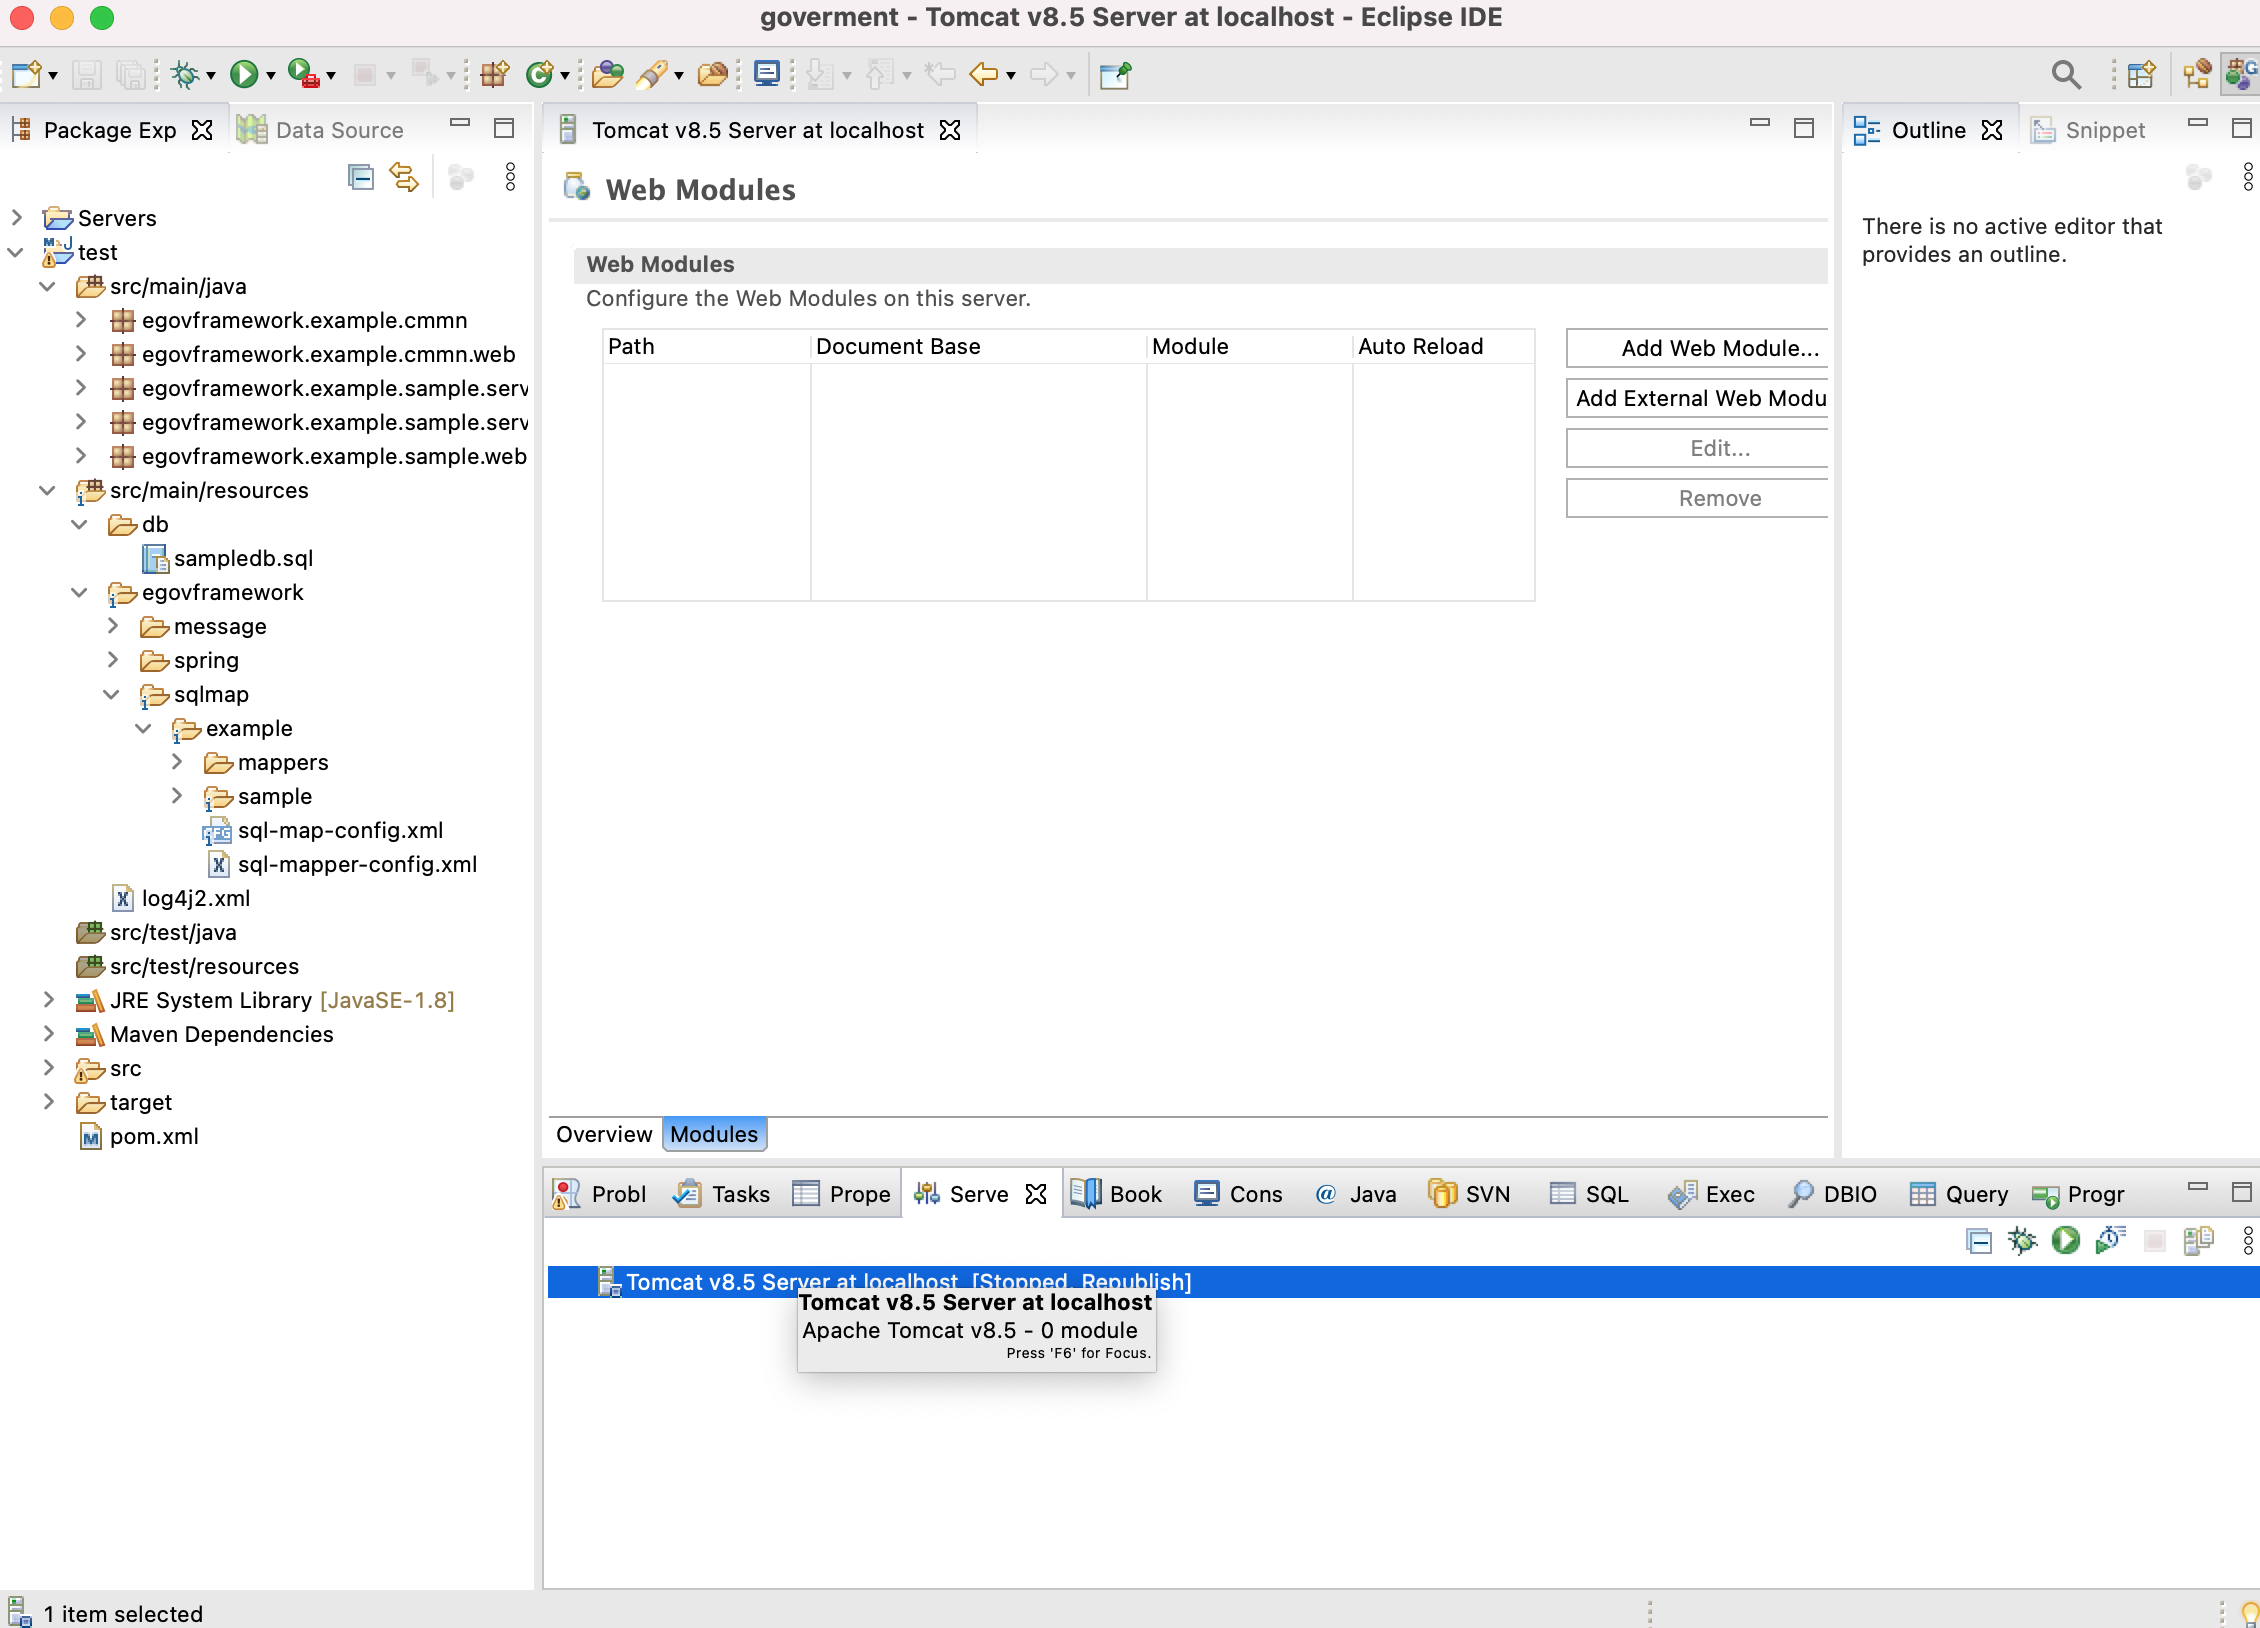 goverment - Tomcat v8.5 Server at localhost - Eclipse IDE
Package Exp
Data Source
Servers
test
src/main/java
egovframework.example.cmmn
egovframework.example.cmmn.web
egovframework.example.sample.serv
egovframework.example.sample.serv
egovframework.example.sample.web
src/main/resources
db
sampledb.sql
egovframework
message
spring
sqlmap
example
mappers
sample
sql-map-config.xml
sql-mapper-config.xml
log4j2.xml
src/test/java
src/test/resources
JRE System Library [JavaSE-1.8]
Maven Dependencies
src
target
pom.xml
Tomcat v8.5 Server at localhost
Web Modules
Web Modules
Configure the Web Modules on this server.
Path Document Base Module Auto Reload
Add Web Module...
Add External Web Modu
Edit...
Remove
Overview Modules
Outline
Snippet
There is no active editor that
provides an outline.
Probl Tasks Prope Serve Book Cons Java SVN SQL Exec DBIO Query Progr
Tomcat v8.5 Server at localhost [Stopped, Republish]
Tomcat v8.5 Server at localhost
Apache Tomcat v8.5 - 0 module
Press 'F6' for Focus.
1 item selected